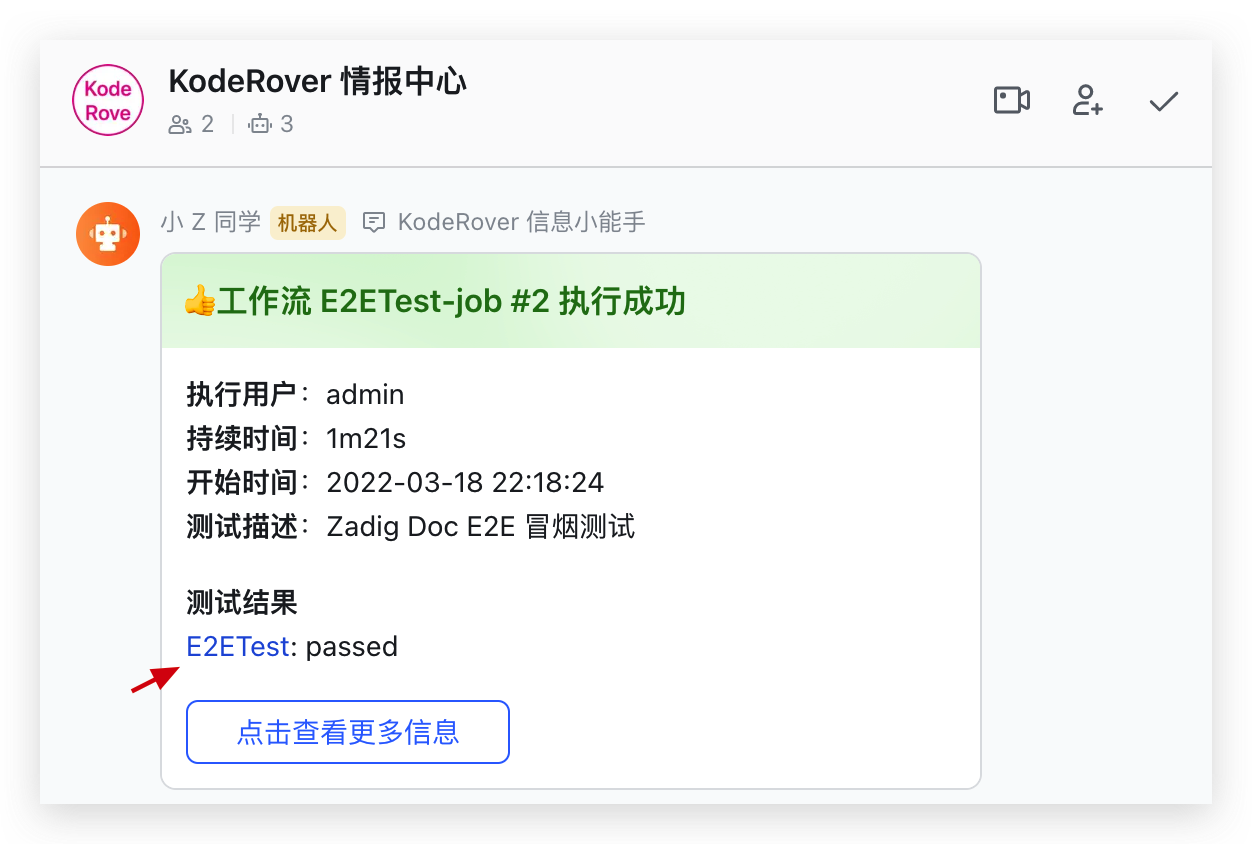 Kode
Rove
KodeRover 情报中心
2 3
小 Z 同学 机器人 KodeRover 信息小能手
👍工作流 E2ETest-job #2 执行成功
执行用户：admin
持续时间：1m21s
开始时间：2022-03-18 22:18:24
测试描述：Zadig Doc E2E 冒烟测试
测试结果
E2ETest: passed
点击查看更多信息